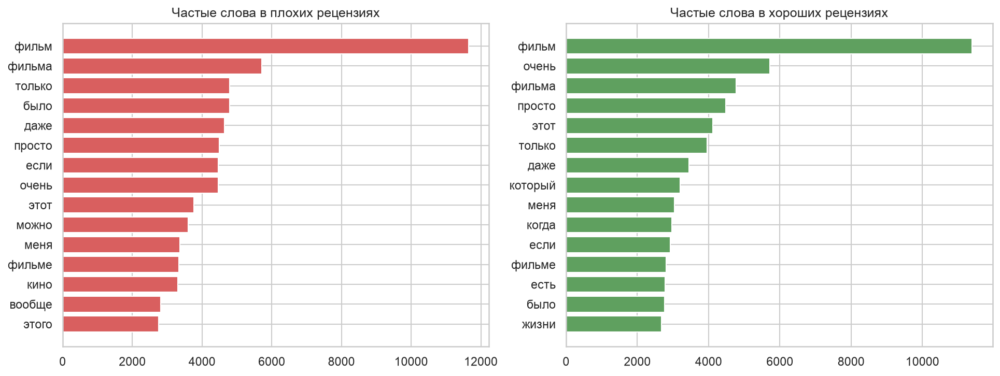 Частые слова в плохих рецензиях
фильм
фильма
только
было
даже
просто
если
очень
этот
можно
меня
фильме
кино
вообще
этого
0 2000 4000 6000 8000 10000 12000
Частые слова в хороших рецензиях
фильм
очень
фильма
просто
этот
только
даже
который
меня
когда
если
фильме
есть
было
жизни
0 2000 4000 6000 8000 10000